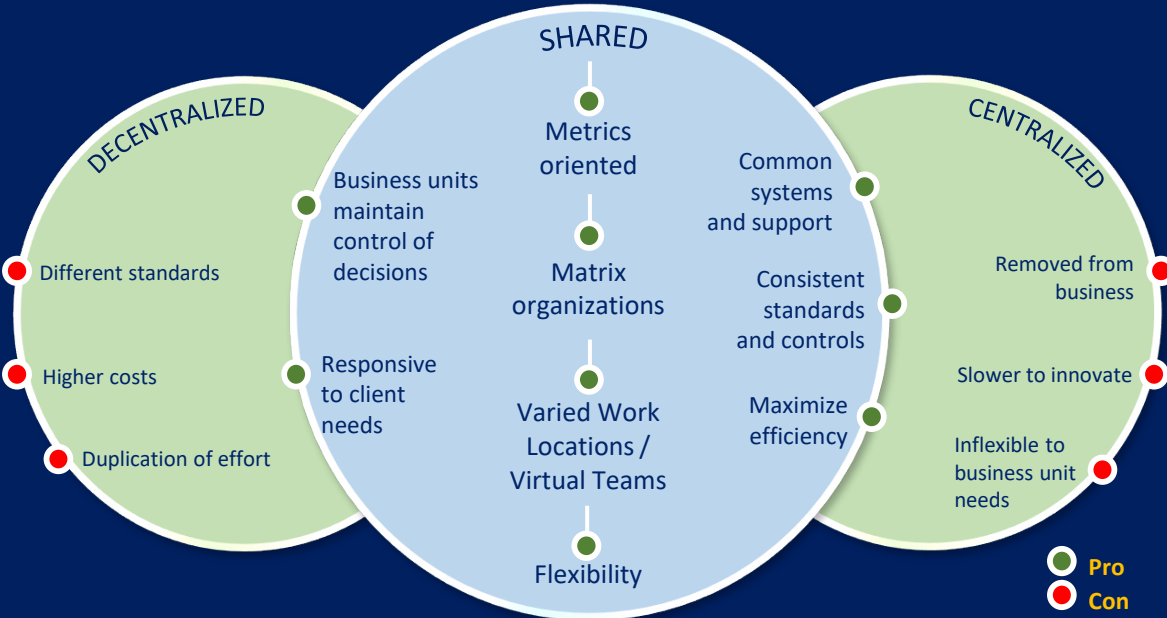 SHARED
DECENTRALIZED
CENTRALIZED
Different standards
Higher costs
Duplication of effort
Business units
maintain
control of
decisions
Responsive
to client
needs
Metrics
oriented
Matrix
organizations
Varied Work
Locations /
Virtual Teams
Flexibility
Common
systems
and support
Consistent
standards
and controls
Maximize
efficiency
Removed from
business
Slower to innovate
Inflexible to
business unit
needs
Pro
Con